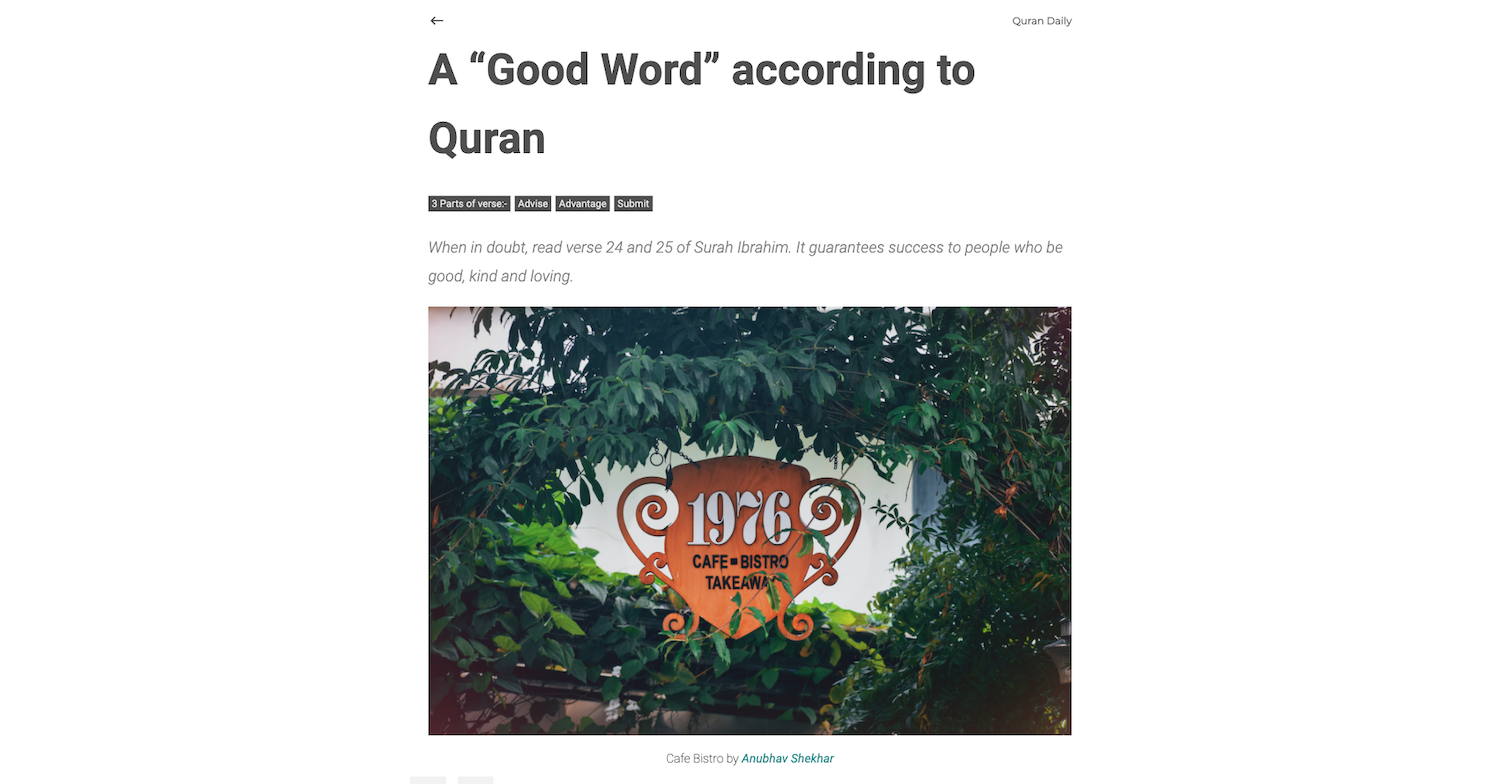 Quran Daily
A “Good Word” according to
Quran
3 Parts of verse:- Advise Advantage Submit
When in doubt, read verse 24 and 25 of Surah Ibrahim. It guarantees success to people who be
good, kind and loving.
1976
CAFE▪BISTRO
TAKEAWAY
Cafe Bistro by Anubhav Shekhar